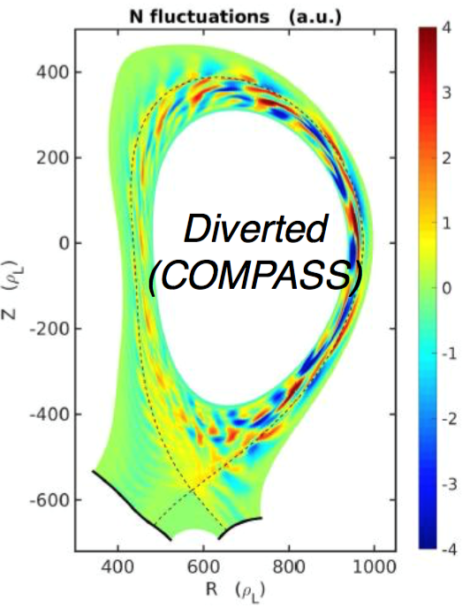 N fluctuations (a.u.)
4
3
2
1
0
-1
-2
-3
-4
400
200
0
-200
-400
-600
Z (ρL)
Diverted
(COMPASS)
400 600 800 1000
R (ρL)